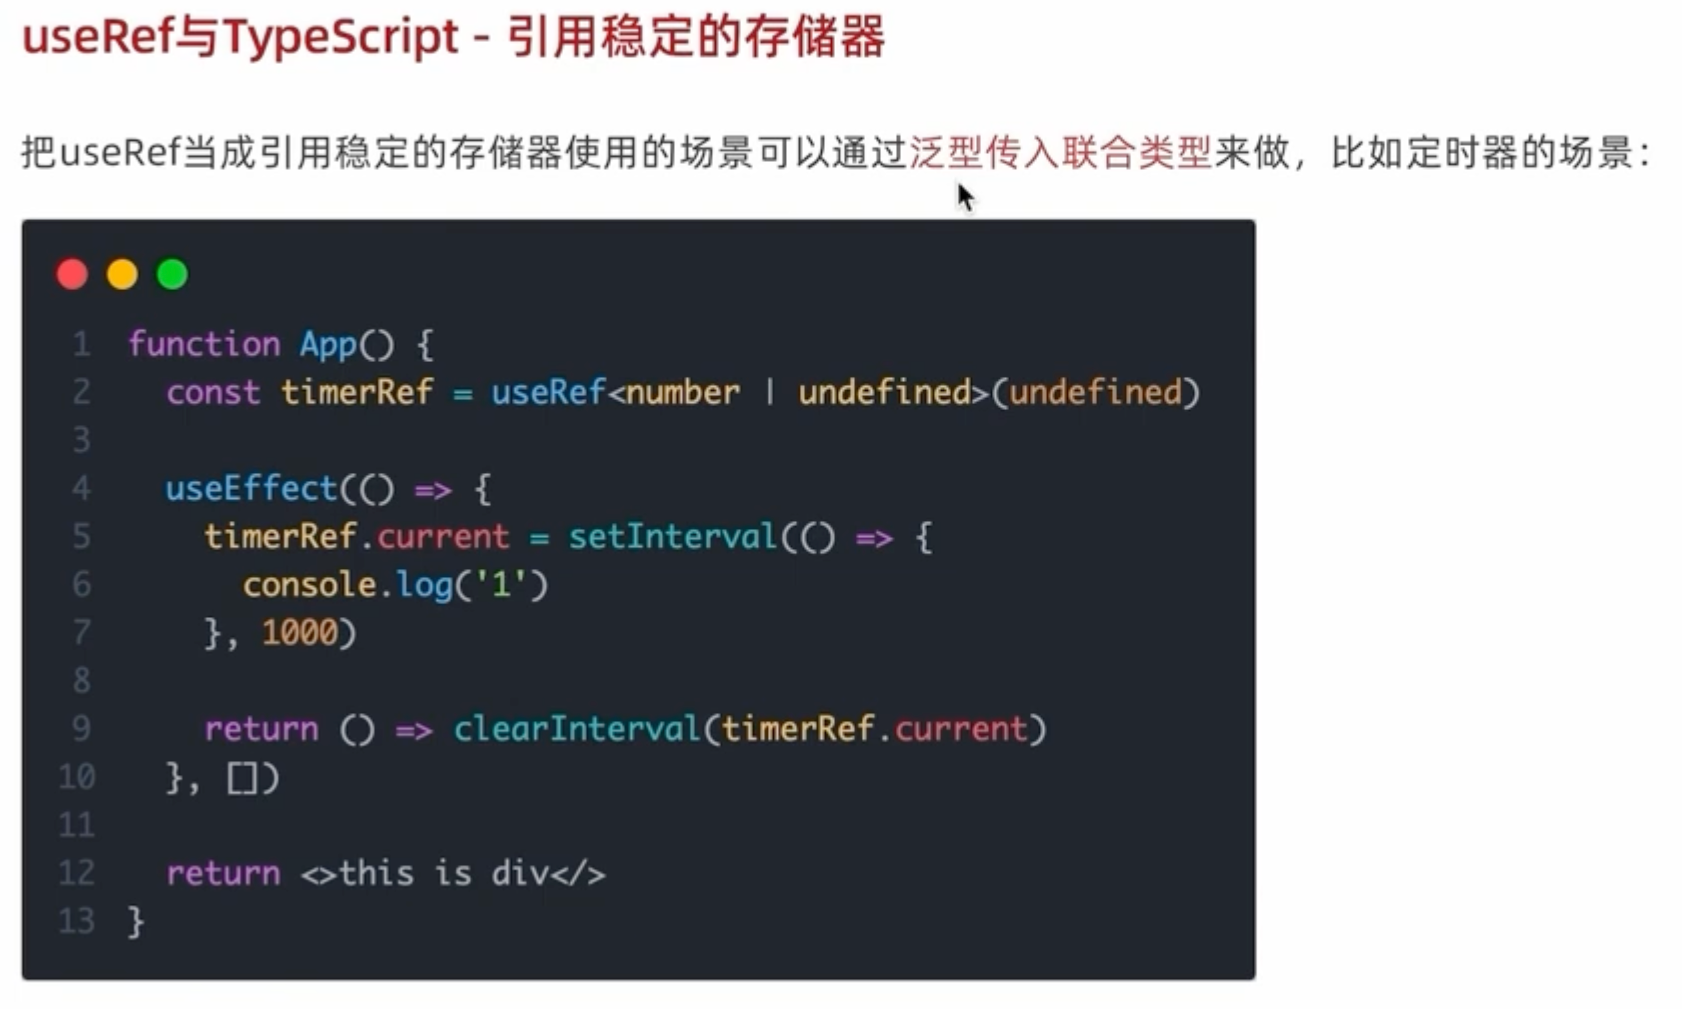 useRef与TypeScript - 引用稳定的存储器
把useRef当成引用稳定的存储器使用的场景可以通过泛型传入联合类型来做，比如定时器的场景：
1 function App() {
2   const timerRef = useRef<number | undefined>(undefined)
3
4   useEffect(() => {
5     timerRef.current = setInterval(() => {
6       console.log('1')
7     }, 1000)
8
9     return () => clearInterval(timerRef.current)
10   }, [])
11
12   return <>this is div</>
13 }